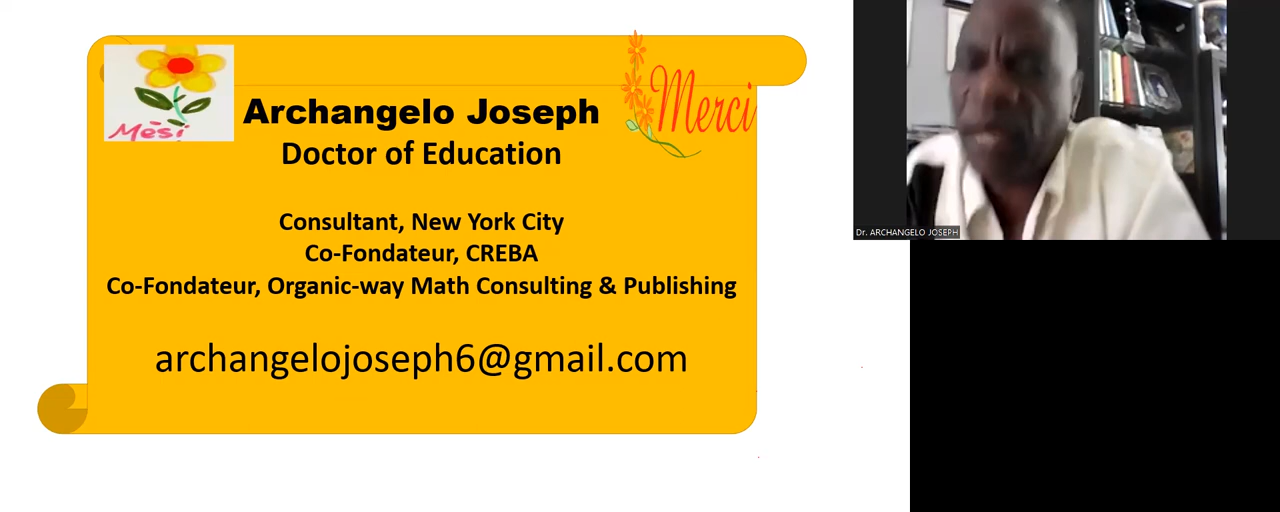 Mèsi
Merci
Archangelo Joseph
Doctor of Education
Consultant, New York City
Co-Fondateur, CREBA
Co-Fondateur, Organic-way Math Consulting & Publishing
archangelojoseph6@gmail.com
Dr. ARCHANGELO JOSEPH